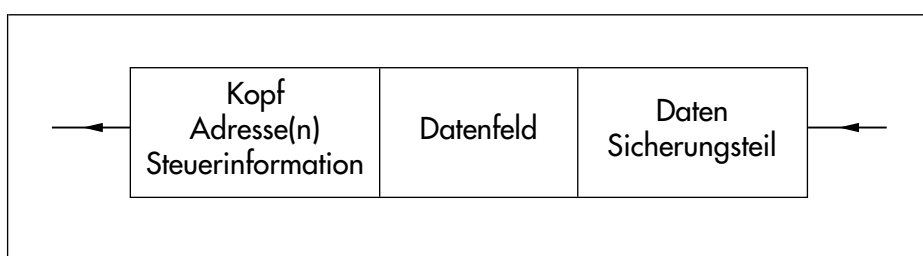 Kopf
Adresse(n)
Steuerinformation
Datenfeld
Daten
Sicherungsteil